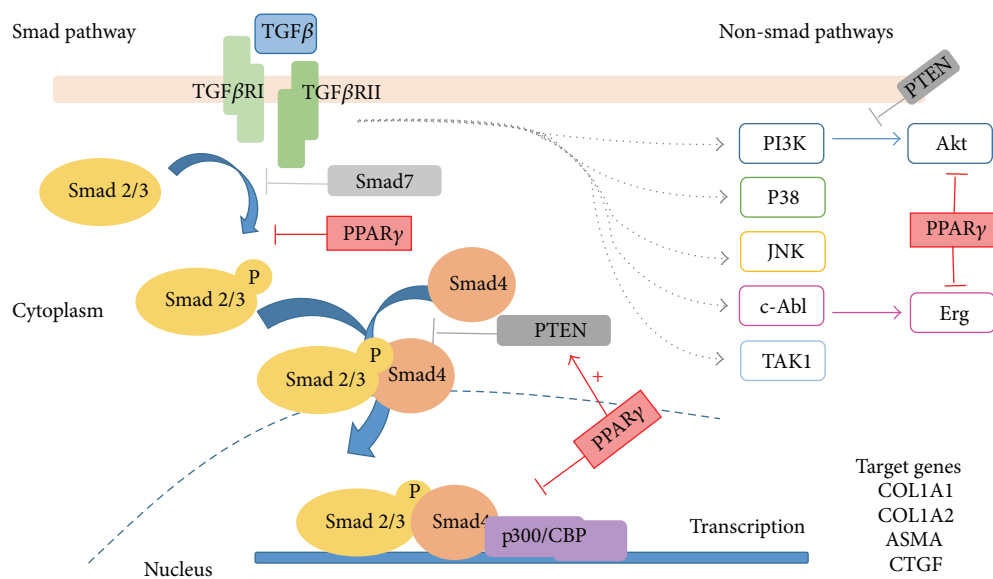 Smad pathway
TGFβ
Non-smad pathways
TGFβRI
TGFβRII
PTEN
PI3K
Akt
Smad 2/3
Smad7
P38
PPARγ
PPARγ
JNK
P
Smad 2/3
Smad4
Cytoplasm
c-Abl
Erg
PTEN
P
Smad 2/3
Smad4
TAK1
+
PPARγ
Target genes
COL1A1
COL1A2
ASMA
CTGF
P
Smad 2/3
Smad4
p300/CBP
Transcription
Nucleus